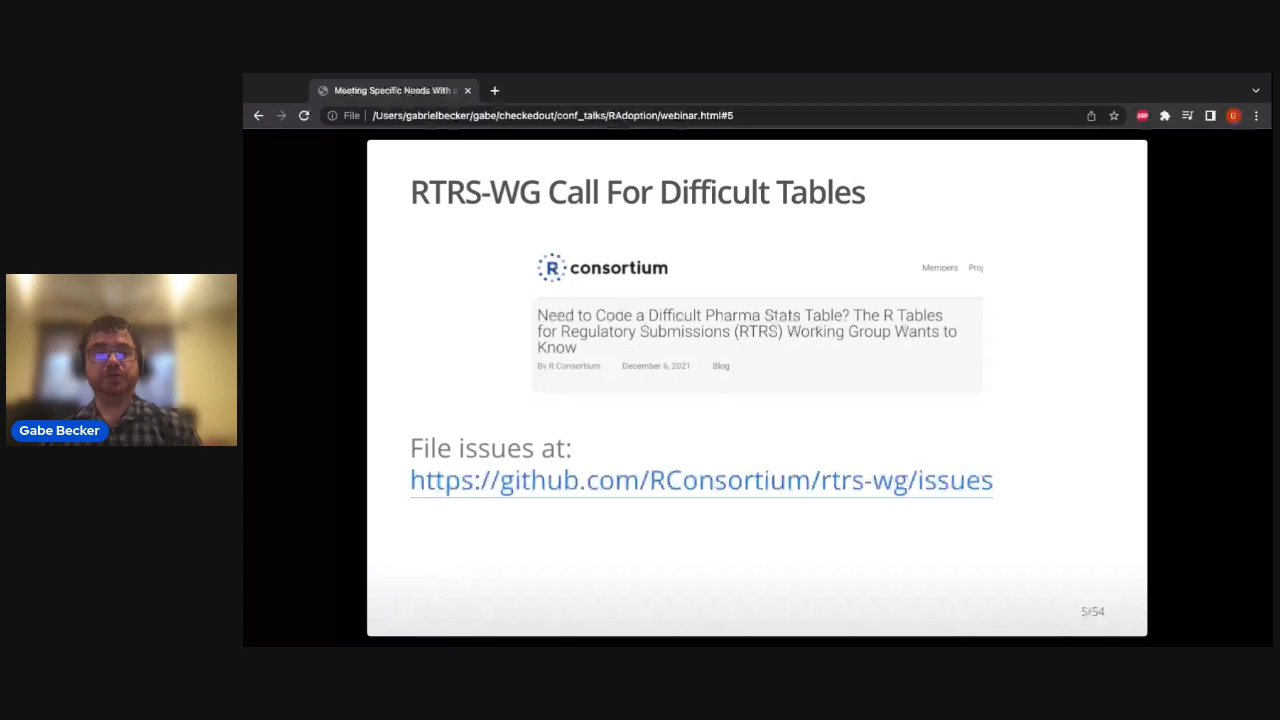 Meeting Specific Needs With a
File
/Users/gabrielbecker/gabe/checkedout/conf_talks/RAdoption/webinar.html#5
ABP
G
RTRS-WG Call For Difficult Tables
R consortium
Members Proj
Need to Code a Difficult Pharma Stats Table? The R Tables
for Regulatory Submissions (RTRS) Working Group Wants to
Know
By R Consortium December 6, 2021 Blog
File issues at:
https://github.com/RConsortium/rtrs-wg/issues
5/54
Gabe Becker